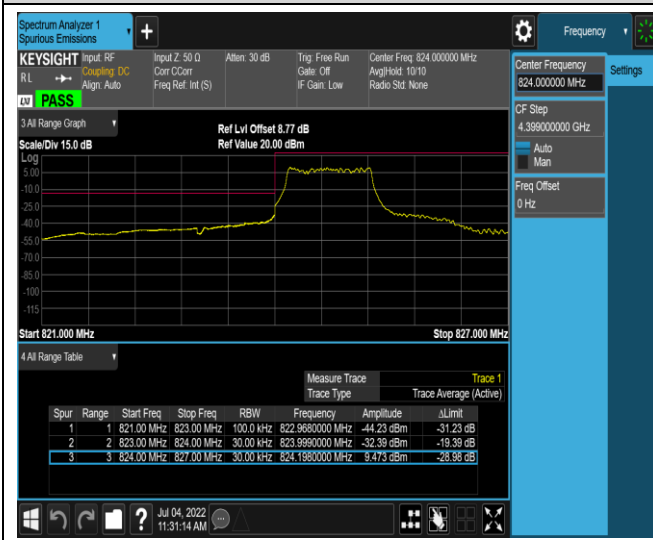 Spectrum Analyzer 1
Spurious Emissions
+
Frequency
KEYSIGHT Input: RF Input Z: 50 Ω Atten: 30 dB Trig: Free Run Center Freq: 824.000000 MHz
RL Coupling: DC Corr CCorr Gate: Off Avg|Hold: 10/10
Align: Auto Freq Ref: Int (S) IF Gain: Low Radio Std: None
LXI PASS
Center Frequency
824.000000 MHz
Settings
CF Step
4.399000000 GHz
Auto
Man
Freq Offset
0 Hz
3 All Range Graph
Ref Lvl Offset 8.77 dB
Scale/Div 15.0 dB Ref Value 20.00 dBm
Log
5.00
-10.0
-25.0
-40.0
-55.0
-70.0
-85.0
-100
-115
Start 821.000 MHz Stop 827.000 MHz
4 All Range Table
Measure Trace Trace 1
Trace Type Trace Average (Active)
Spur Range Start Freq Stop Freq RBW Frequency Amplitude ΔLimit
1 1 821.00 MHz 823.00 MHz 100.0 kHz 822.9680000 MHz -44.23 dBm -31.23 dB
2 2 823.00 MHz 824.00 MHz 30.00 kHz 823.9990000 MHz -32.39 dBm -19.39 dB
3 3 824.00 MHz 827.00 MHz 30.00 kHz 824.1980000 MHz 9.473 dBm -28.98 dB
? Jul 04, 2022
11:31:14 AM